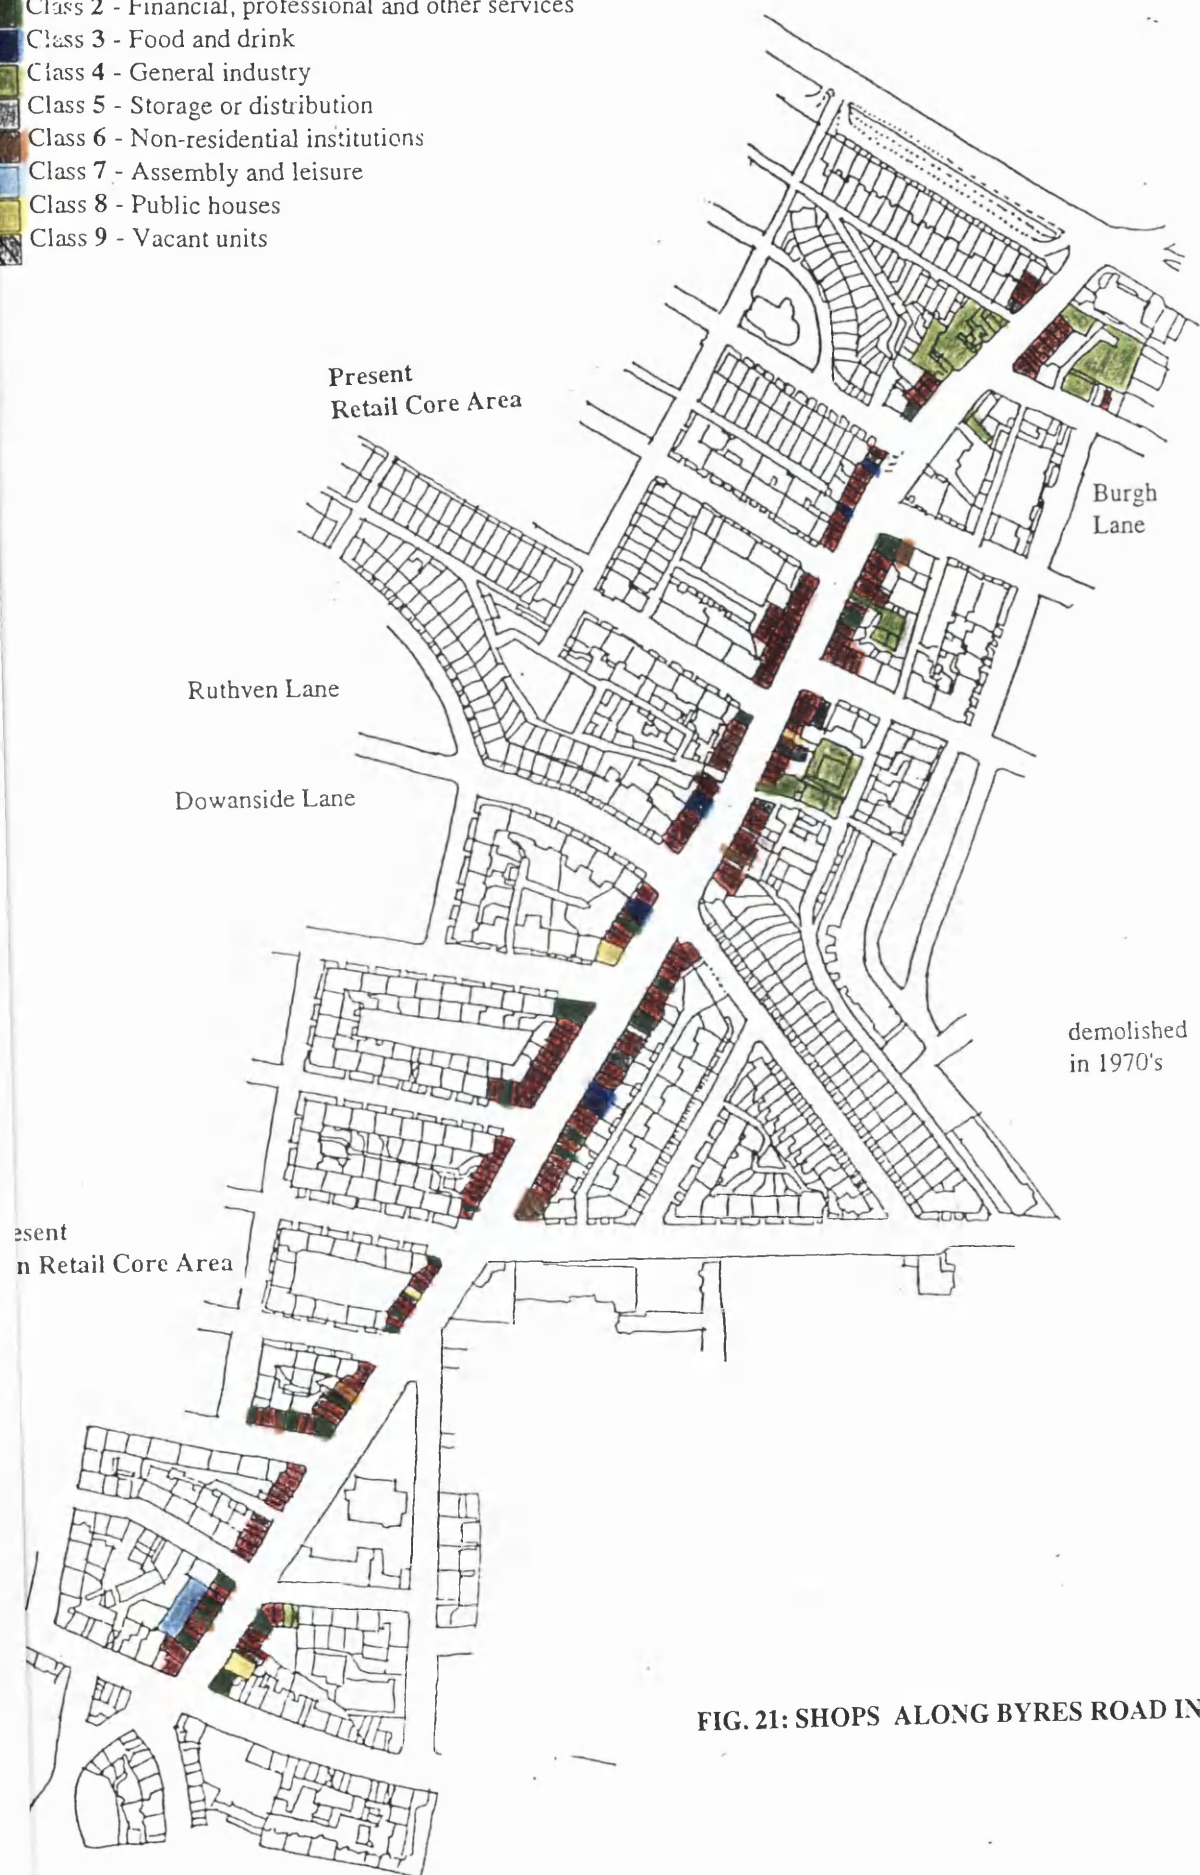 Class 2 - Financial, professional and other services
Class 3 - Food and drink
Class 4 - General industry
Class 5 - Storage or distribution
Class 6 - Non-residential institutions
Class 7 - Assembly and leisure
Class 8 - Public houses
Class 9 - Vacant units
Present
Retail Core Area
Burgh
Lane
Ruthven Lane
Dowanside Lane
demolished
in 1970's
esent
n Retail Core Area
FIG. 21: SHOPS ALONG BYRES ROAD IN